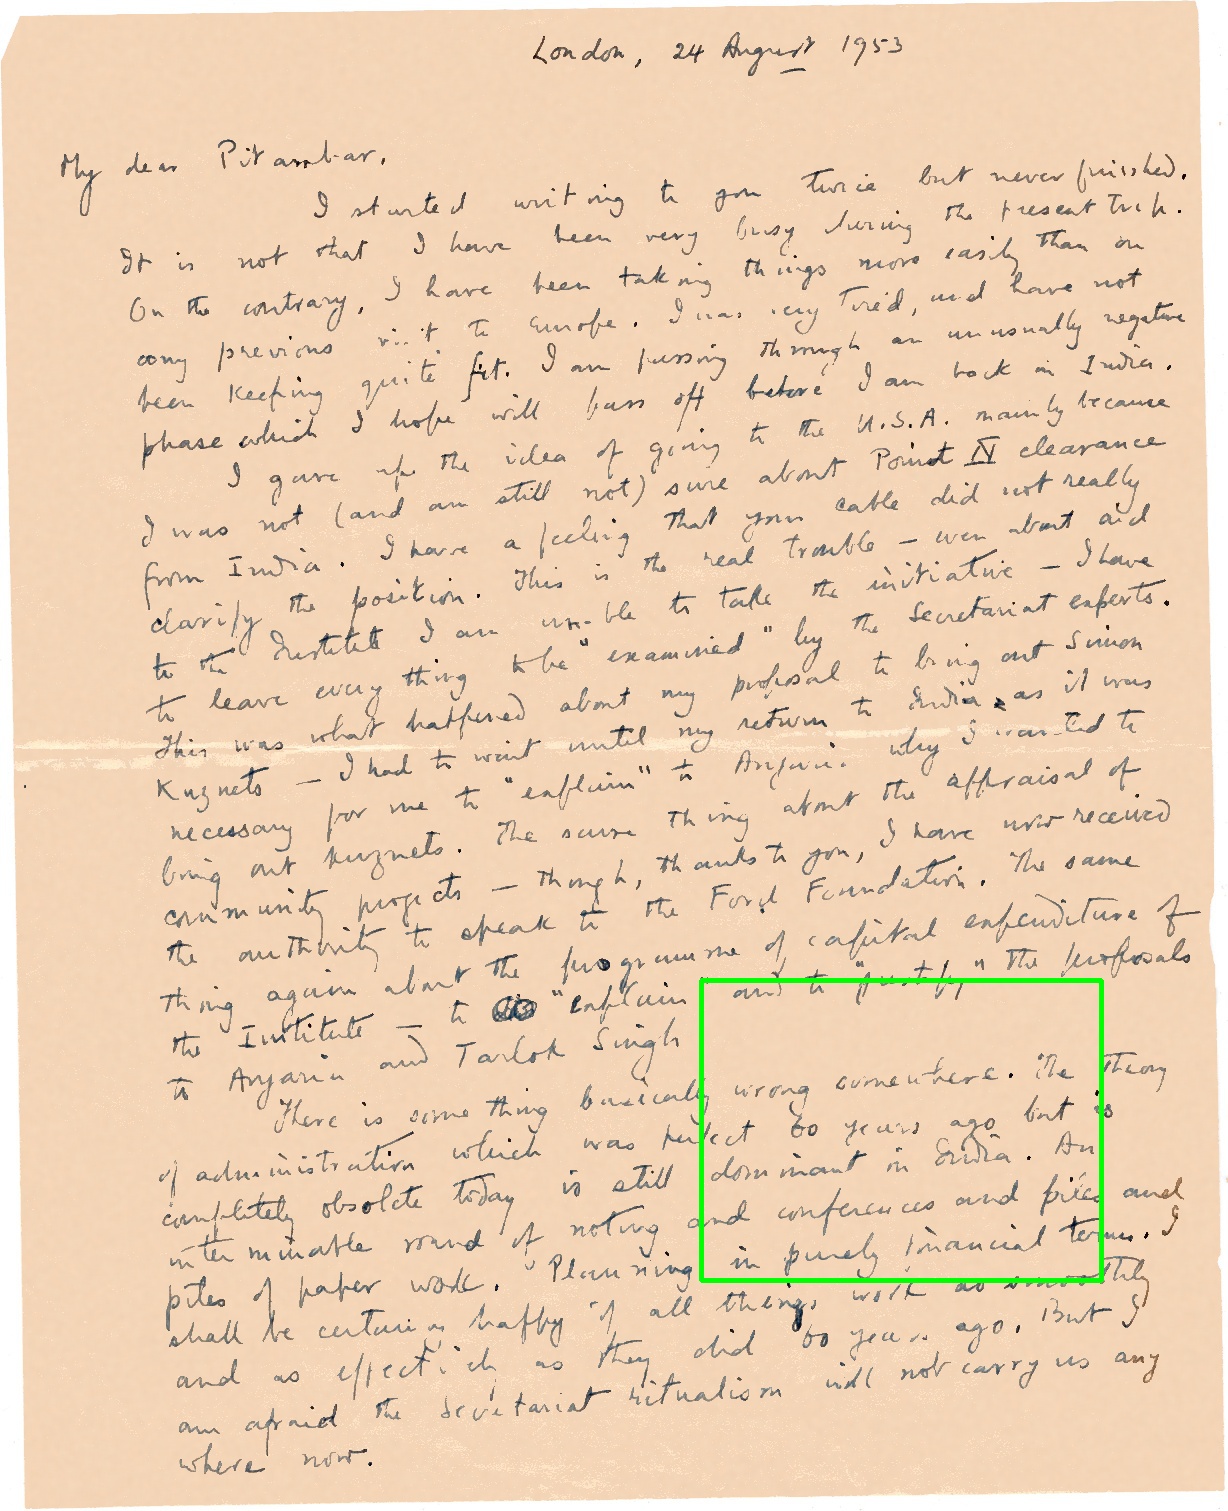 London, 24 August 1953
My dear Pitambar,
I started writing to you twice but never finished.
It is not that I have been very busy during the present trip.
On the contrary, I have been taking things more easily than on
any previous visit to Europe. I was very tired, and have not
been keeping quite fit. I am passing through an unusually negative
phase which I hope will pass off before I am back in India.
I gave up the idea of going to the U.S.A. mainly because
I was not (and am still not) sure about Point IV clearance
from India. I have a feeling that your cable did not really
clarify the position. This is the real trouble - even about aid
to the Institute I am unable to take the initiative - I have
to leave every thing to be "examined" by the Secretariat experts.
This was what happened about my proposal to bring out Simon
Kuznets - I had to wait until my return to India, as it was
necessary for me to "explain" to Anjaria why I wanted to
bring out Kuznets. The same thing about the appraisal of
community projects - though, thanks to you, I have now received
the authority to speak to the Ford Foundation. The same
thing again about the programme of capital expenditure of
the Institute - to "explain" and to "justify" the proposals
to Anjaria and Tarlok Singh
There is some thing basically wrong somewhere. The theory
of administration which was perfect 60 years ago but is
completely obsolete today is still dominant in India. An
interminable round of noting and conferences and files and
piles of paper work. Planning in purely financial terms. I
shall be certainly happy if all things work as smoothly
and as effectively as they did 60 years ago. But I
am afraid the Secretariat ritualism will not carry us any
where now.